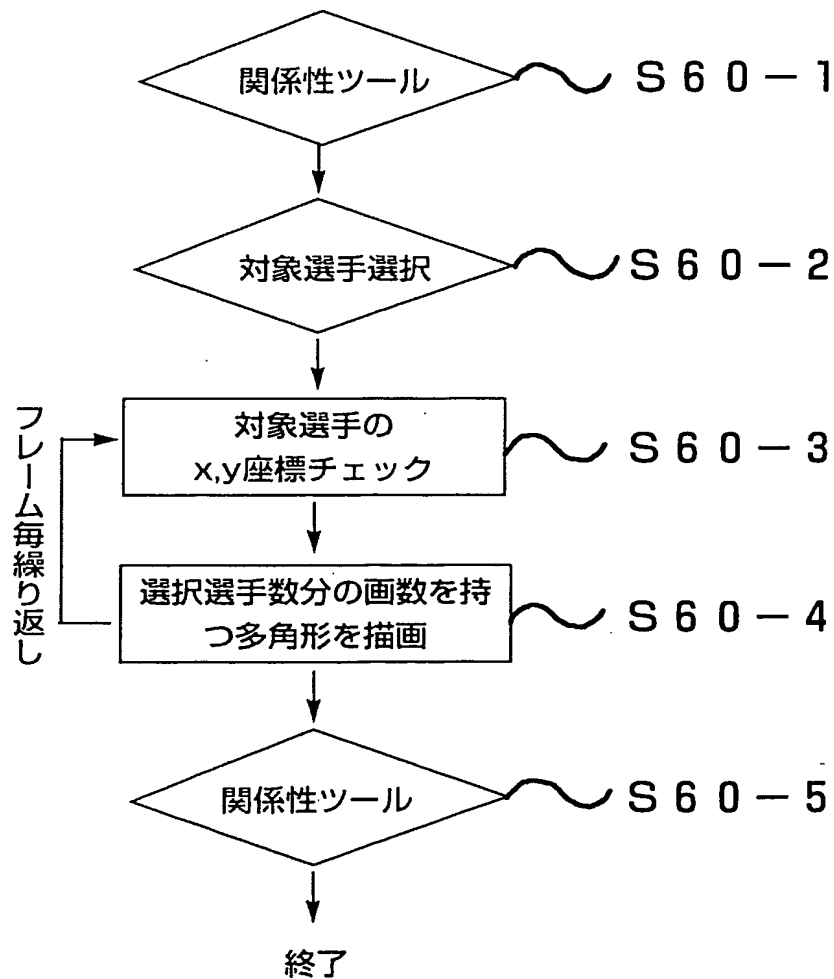 関係性ツール
S60-1
対象選手選択
S60-2
対象選手の
x,y座標チェック
S60-3
フレーム毎繰り返し
選択選手数分の画数を持
つ多角形を描画
S60-4
関係性ツール
S60-5
終了